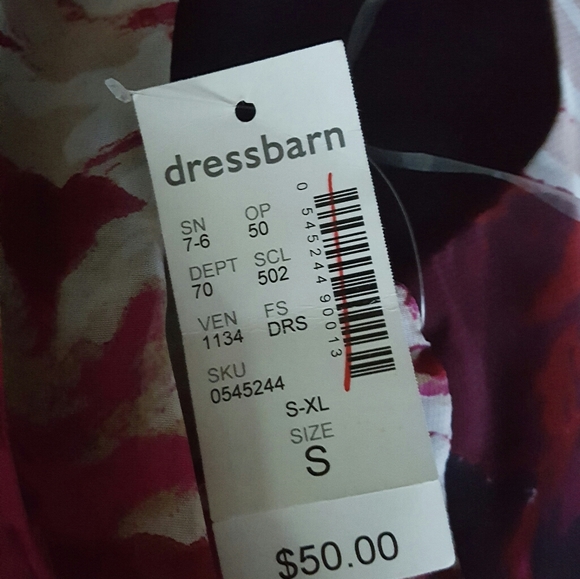 dressbarn
SN OP
7-6 50
DEPT SCL
70 502
VEN FS
1134 DRS
SKU
0545244
0 545244 90013
S-XL
SIZE
S
$50.00